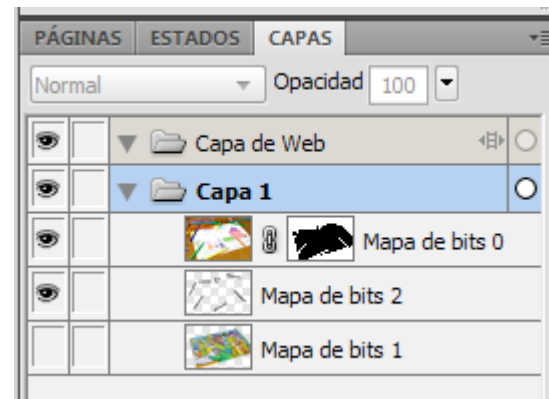 PÁGINAS ESTADOS CAPAS
Normal Opacidad 100
Capa de Web
Capa 1
Mapa de bits 0
Mapa de bits 2
Mapa de bits 1